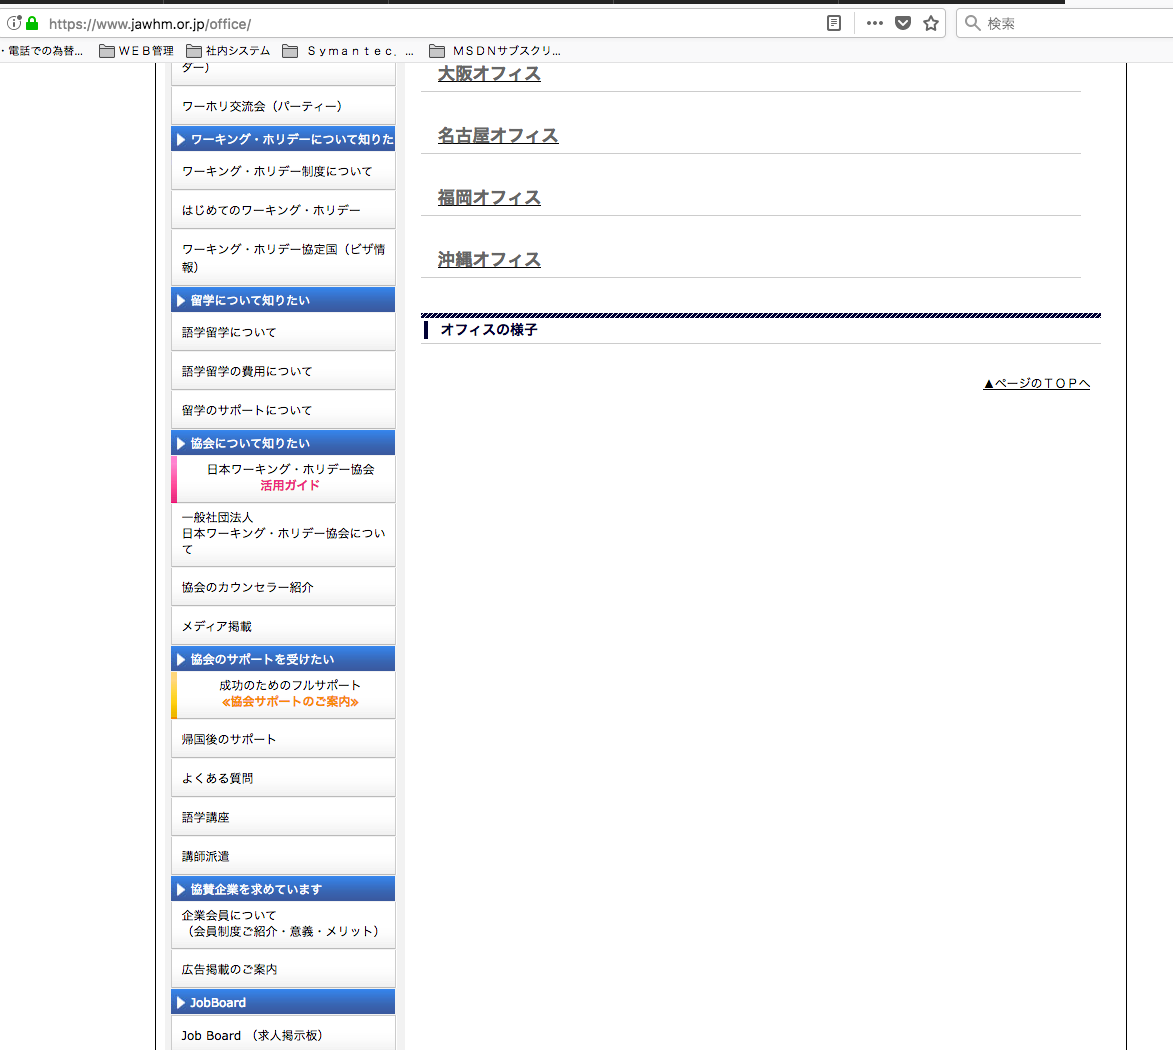 https://www.jawhm.or.jp/office/
検索
・電話での為替...
ＷＥＢ管理
社内システム
Ｓｙｍａｎｔｅｃ．...
ＭＳＤＮサブスクリ...
ダー）
ワーホリ交流会（パーティー）
ワーキング・ホリデーについて知りた
ワーキング・ホリデー制度について
はじめてのワーキング・ホリデー
ワーキング・ホリデー協定国（ビザ情
報）
留学について知りたい
語学留学について
語学留学の費用について
留学のサポートについて
協会について知りたい
日本ワーキング・ホリデー協会
活用ガイド
一般社団法人
日本ワーキング・ホリデー協会につい
て
協会のカウンセラー紹介
メディア掲載
協会のサポートを受けたい
成功のためのフルサポート
≪協会サポートのご案内≫
帰国後のサポート
よくある質問
語学講座
講師派遣
協賛企業を求めています
企業会員について
（会員制度ご紹介・意義・メリット）
広告掲載のご案内
JobBoard
Job Board （求人掲示板）
大阪オフィス
名古屋オフィス
福岡オフィス
沖縄オフィス
オフィスの様子
▲ページのＴＯＰへ